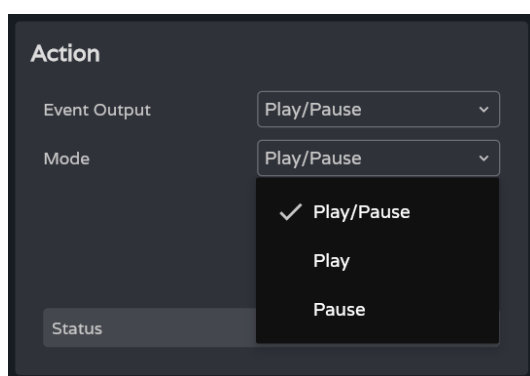 Action
Event Output Play/Pause
Mode Play/Pause
Play/Pause
Play
Pause
Status